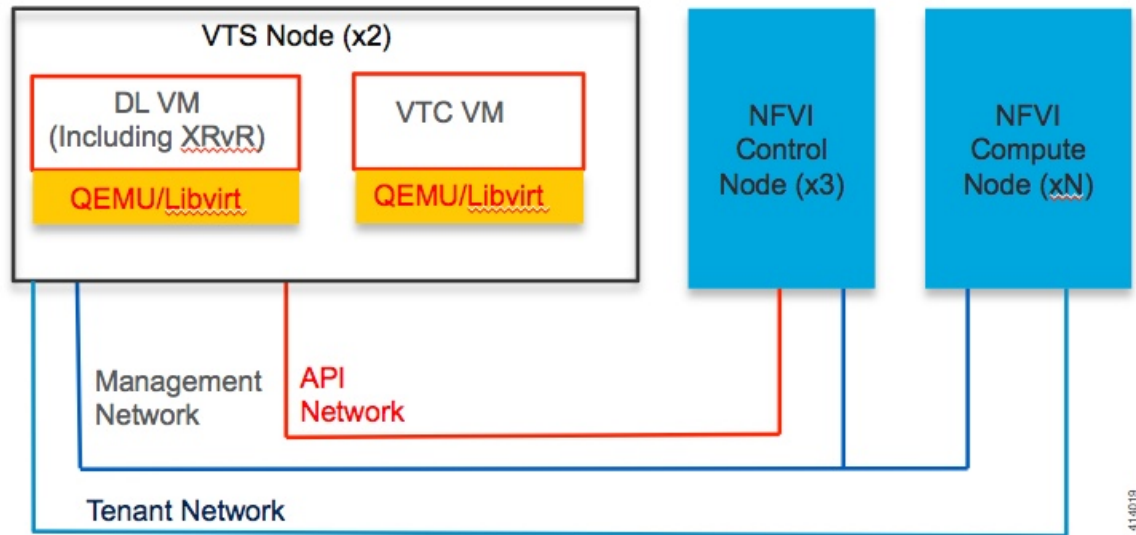 VTS Node (x2)
DL VM
(Including XRvR)
QEMU/Libvirt
VTC VM
QEMU/Libvirt
NFVI
Control
Node (x3)
NFVI
Compute
Node (xN)
Management
Network
API
Network
Tenant Network
414019